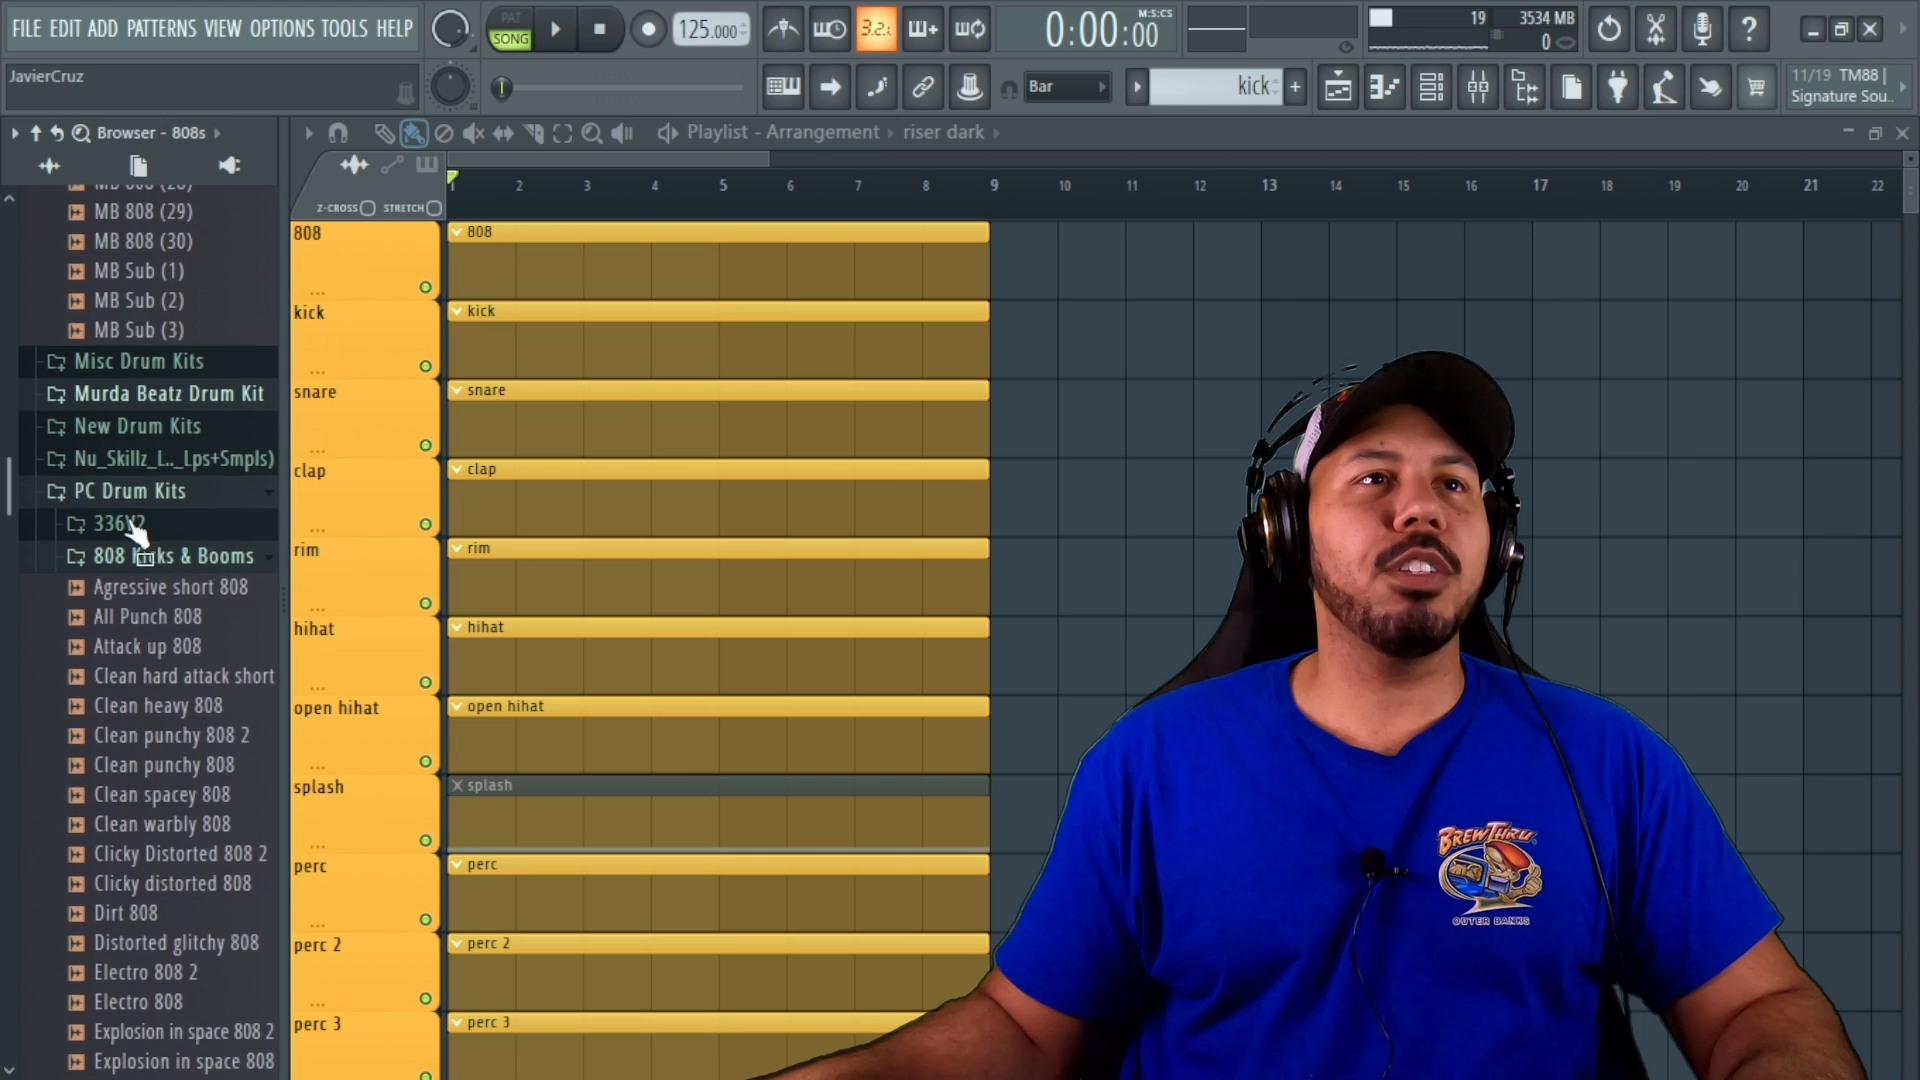 FILE EDIT ADD PATTERNS VIEW OPTIONS TOOLS HELP
PAT
SONG
125.000
3.2.
0:00:00
M:S:CS
19
3534 MB
0
JavierCruz
Bar
kick
11/19 TM88 |
Signature Sou..
Browser - 808s
Playlist - Arrangement
riser dark
Z-CROSS
STRETCH
1 2 3 4 5 6 7 8 9 10 11 12 13 14 15 16 17 18 19 20 21 22
MB 808 (28)
MB 808 (29)
MB 808 (30)
MB Sub (1)
MB Sub (2)
MB Sub (3)
Misc Drum Kits
Murda Beatz Drum Kit
New Drum Kits
Nu_Skillz_L.._Lps+Smpls)
PC Drum Kits
336V2
808 Kicks & Booms
Agressive short 808
All Punch 808
Attack up 808
Clean hard attack short
Clean heavy 808
Clean punchy 808 2
Clean punchy 808
Clean spacey 808
Clean warbly 808
Clicky Distorted 808 2
Clicky distorted 808
Dirt 808
Distorted glitchy 808
Electro 808 2
Electro 808
Explosion in space 808 2
Explosion in space 808
808
808
kick
kick
snare
snare
clap
clap
rim
rim
hihat
hihat
open hihat
open hihat
splash
splash
perc
perc
perc 2
perc 2
perc 3
perc 3
BREW THRU
OUTER BANKS